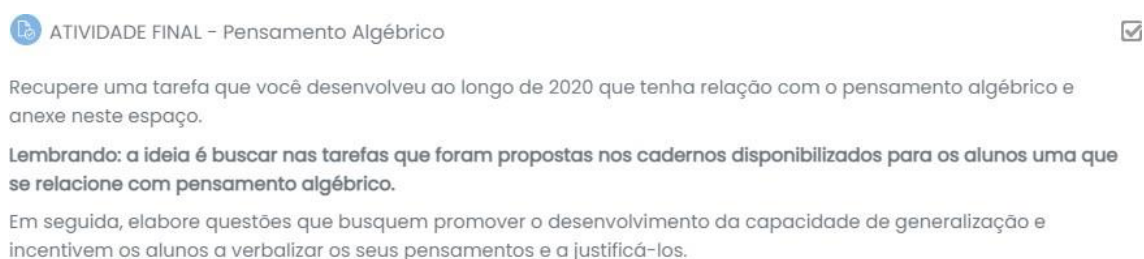 ATIVIDADE FINAL - Pensamento Algébrico
Recupere uma tarefa que você desenvolveu ao longo de 2020 que tenha relação com o pensamento algébrico e
anexe neste espaço.
Lembrando: a ideia é buscar nas tarefas que foram propostas nos cadernos disponibilizados para os alunos uma que
se relacione com pensamento algébrico.
Em seguida, elabore questões que busquem promover o desenvolvimento da capacidade de generalização e
incentivem os alunos a verbalizar os seus pensamentos e a justificá-los.